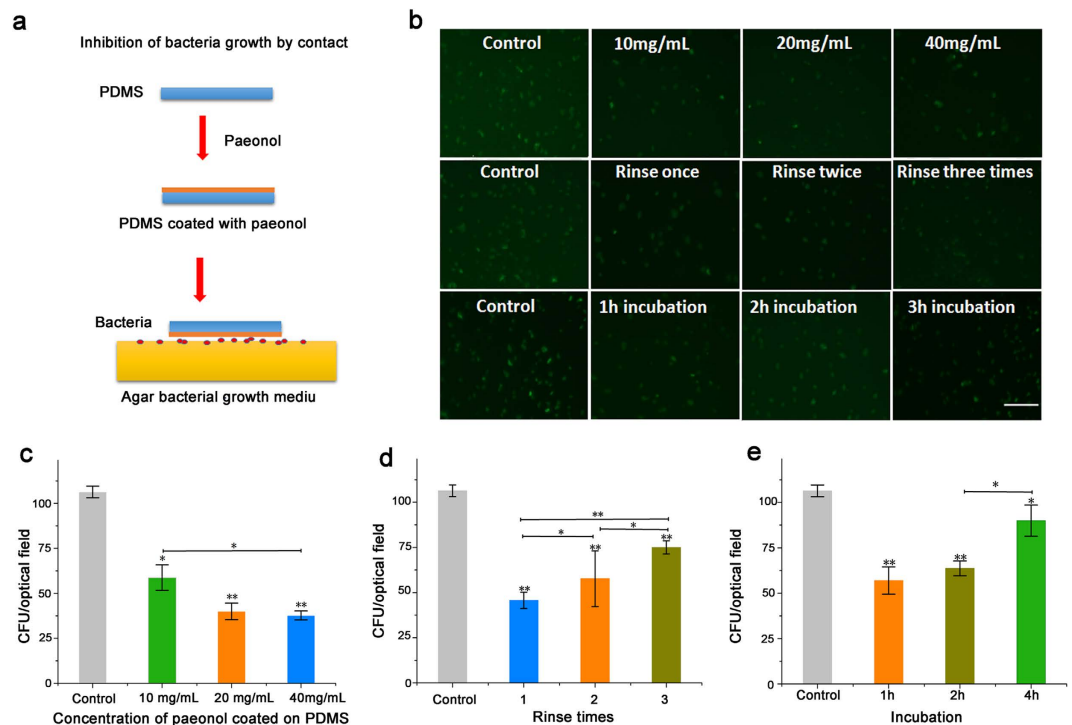 a
Inhibition of bacteria growth by contact
PDMS
Paeonol
PDMS coated with paeonol
Bacteria
Agar bacterial growth mediu
b
Control 10mg/mL 20mg/mL 40mg/mL
Control Rinse once Rinse twice Rinse three times
Control 1h incubation 2h incubation 3h incubation
c
CFU/optical field
100
75
50
25
0
*
*
**
**
Control 10 mg/mL 20 mg/mL 40mg/mL
Concentration of paeonol coated on PDMS
d
CFU/optical field
100
75
50
25
0
**
*
*
**
**
**
Control 1 2 3
Rinse times
e
CFU/optical field
100
75
50
25
0
*
*
**
**
Control 1h 2h 4h
Incubation